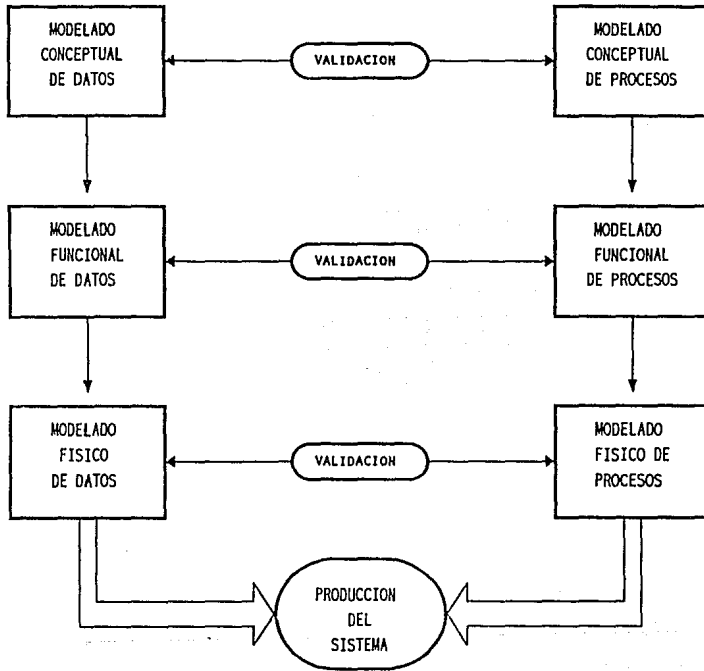 MODELADO
CONCEPTUAL
DE DATOS
VALIDACION
MODELADO
CONCEPTUAL
DE PROCESOS
MODELADO
FUNCIONAL
DE DATOS
VALIDACION
MODELADO
FUNCIONAL
DE PROCESOS
MODELADO
FISICO
DE DATOS
VALIDACION
MODELADO
FISICO DE
PROCESOS
PRODUCCION
DEL
SISTEMA